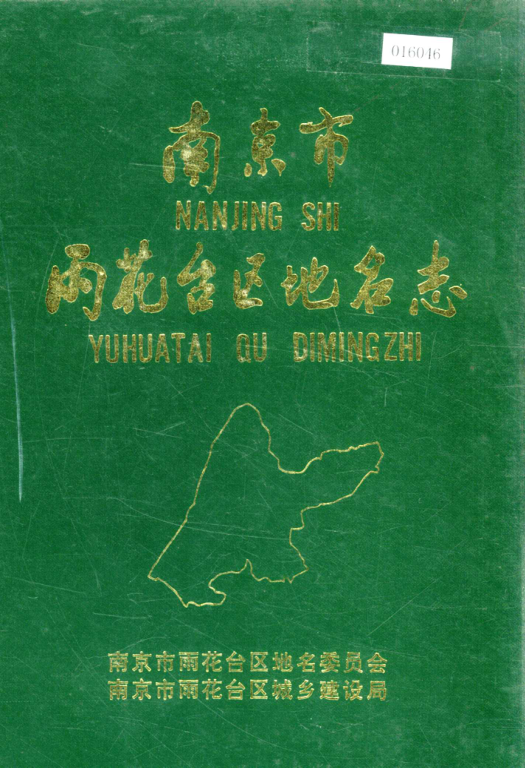 016046
南京市
NANJING SHI
雨花台区地名志
YUHUATAI QU DIMINGZHI
南京市雨花台区地名委员会
南京市雨花台区城乡建设局